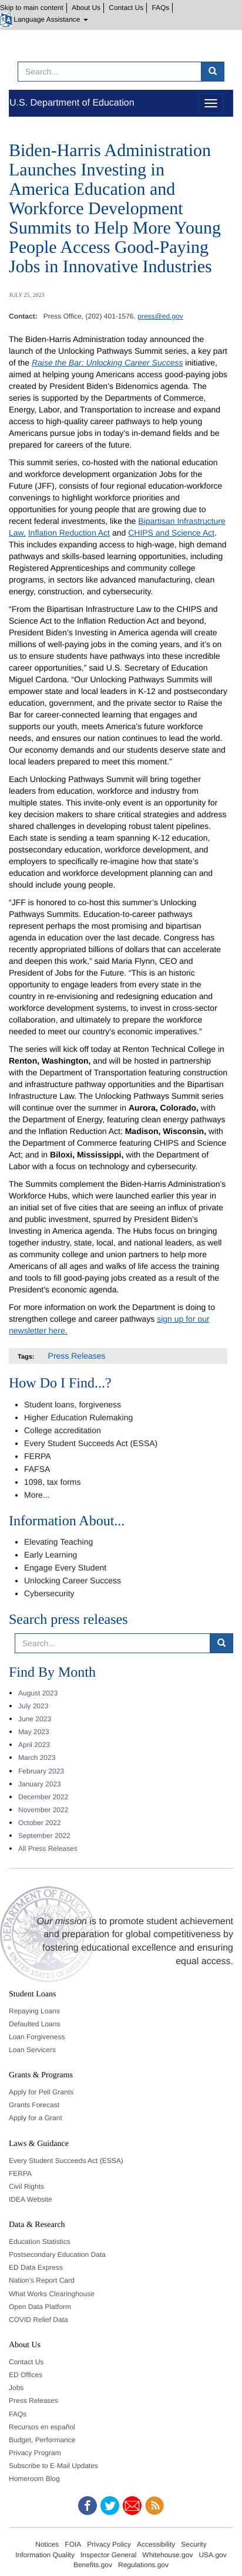 Skip to main content | About Us | Contact Us | FAQs |
Language Assistance
Search...
U.S. Department of Education
Biden-Harris Administration
Launches Investing in
America Education and
Workforce Development
Summits to Help More Young
People Access Good-Paying
Jobs in Innovative Industries
JULY 25, 2023
Contact: Press Office, (202) 401-1576, press@ed.gov
The Biden-Harris Administration today announced the
launch of the Unlocking Pathways Summit series, a key part
of the Raise the Bar: Unlocking Career Success initiative,
aimed at helping young Americans access good-paying jobs
created by President Biden's Bidenomics agenda. The
series is supported by the Departments of Commerce,
Energy, Labor, and Transportation to increase and expand
access to high-quality career pathways to help young
Americans pursue jobs in today's in-demand fields and be
prepared for careers of the future.
This summit series, co-hosted with the national education
and workforce development organization Jobs for the
Future (JFF), consists of four regional education-workforce
convenings to highlight workforce priorities and
opportunities for young people that are growing due to
President Biden's investments, like the Bipartisan Infrastructure
Law, Inflation Reduction Act and CHIPS and Science Act.
This includes expanding access to high-wage, high demand
pathways and skills-based learning opportunities, including
Registered Apprenticeships and community college
programs, in sectors like advanced manufacturing, clean
energy, construction, and cybersecurity.
“From the Bipartisan Infrastructure Law to the CHIPS and
Science Act to the Inflation Reduction Act and beyond,
President Biden's Investing in America agenda will create
millions of well-paying jobs in the years to come, and it's on
us to ensure students have pathways into these incredible
career opportunities,” said U.S. Secretary of Education
Miguel Cardona. “Our Unlocking Pathways Summits will
empower state and local leaders in K-12 and postsecondary
education, government, and the private sector to Raise the
Bar for career-connected learning that engages and
supports our youth, meets America's future workforce
needs, and ensures our nation continues to lead the world.
Our economy demands and our students deserve state and
local leaders prepared to meet this moment.”
Each Unlocking Pathways Summit will bring together
education leaders, workforce leaders, and industry from
multiple states. This invite-only event is an opportunity for
decision makers to share critical strategies and address
shared challenges in developing robust talent pipelines.
Each state is creating a team spanning K-12 education,
postsecondary education, and the workforce, and will be
specifically challenged to re-imagine how that state's
education-to-career ecosystem can eliminate boundaries
and should include young people.
“JFF is honored to co-host this summer's Unlocking
Pathways Summits. Education-to-career pathways
represent perhaps the most promising and bipartisan
agenda in education over the last decade. Congress has
appropriated billions of dollars that can accelerate
and deepen this work,” said Maria Flynn, CEO and
President of Jobs for the Future. “This is an historic
opportunity to engage leaders from every corner of the
country in re-envisioning and even redesigning our
education and workforce systems, to invest in cross-sector
collaboration, and ultimately, to prepare our workforce to
meet the needs of our country's economic imperatives.”
The series will kick off today at Renton Technical College in
Renton, Washington, and will be hosted in partnership
with the Department of Transportation featuring construction
and infrastructure pathway opportunities and the Bipartisan
Infrastructure Law. The Unlocking Pathways Summit series
will continue over the summer in Aurora, Colorado, with
the Department of Energy, featuring clean energy pathways
and the Inflation Reduction Act; Madison, Wisconsin, with
the Department of Commerce featuring CHIPS and Science
Act; and in Biloxi, Mississippi, with the Department of
Labor with a focus on healthcare and cybersecurity.
The Summits complement the Biden-Harris Administration's
Workforce Hubs, which were launched earlier this year in
an initial set of five cities that are seeing an influx of private
and public investment, spurred by President Biden's
Investing in America agenda. The Hubs focus on bringing
together industry, state, local, and national leaders, as well
as community college and union partners to help more
Americans of all ages and walks of life access the training
and tools to fill good-paying jobs created as a result of the
President's economic agenda.
For more information on work the Department is doing to
strengthen college and career pathways sign up for our
newsletter here.
Tags: Press Releases
How Do I Find...?
• Student loans, forgiveness
• Higher Education Rulemaking
• College accreditation
• Every Student Succeeds Act (ESSA)
• FERPA
• FAFSA
• 1098, tax forms
• More...
Information About...
• Elevating Teaching
• Early Learning
• Engage Every Student
• Unlocking Career Success
• Cybersecurity
Search press releases
Search...
Find By Month
• August 2023
• July 2023
• June 2023
• May 2023
• April 2023
• March 2023
• February 2023
• January 2023
• December 2022
• November 2022
• October 2022
• September 2022
• All Press Releases
Our mission is to promote student achievement
and preparation for global competitiveness by
fostering educational excellence and ensuring
equal access.
Student Loans
Repaying Loans
Defaulted Loans
Loan Forgiveness
Loan Servicers
Grants & Programs
Apply for Pell Grants
Grants Forecast
Apply for a Grant
Laws & Guidance
Every Student Succeeds Act (ESSA)
FERPA
Civil Rights
IDEA Website
Data & Research
Education Statistics
Postsecondary Education Data
ED Data Express
Nation's Report Card
What Works Clearinghouse
Open Data Platform
COVID Relief Data
About Us
Contact Us
ED Offices
Jobs
Press Releases
FAQs
Recursos en español
Budget, Performance
Privacy Program
Subscribe to E-Mail Updates
Homeroom Blog
Notices FOIA Privacy Policy Accessibility Security
Information Quality Inspector General Whitehouse.gov USA.gov
Benefits.gov Regulations.gov